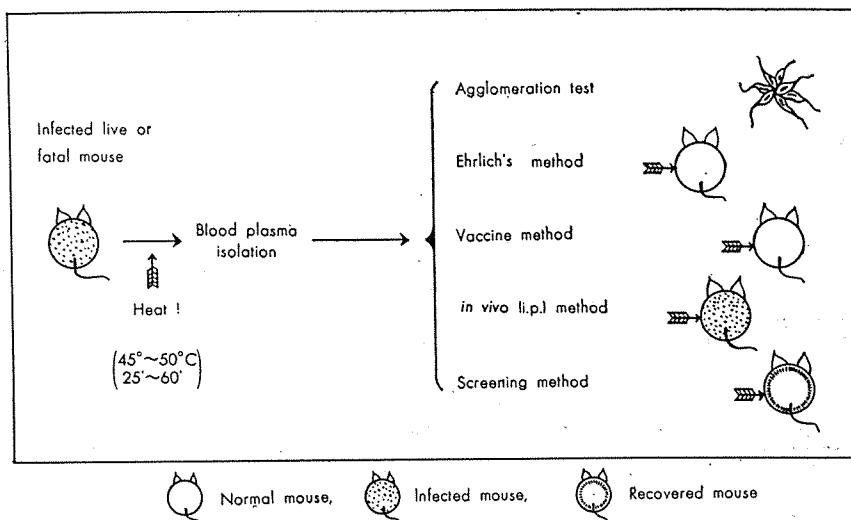 Infected live or
fatal mouse
Heat !
(45°~50°C
25'~60')
Blood plasma
isolation
Agglomeration test
Ehrlich's method
Vaccine method
in vivo (i.p.) method
Screening method
Normal mouse,
Infected mouse,
Recovered mouse